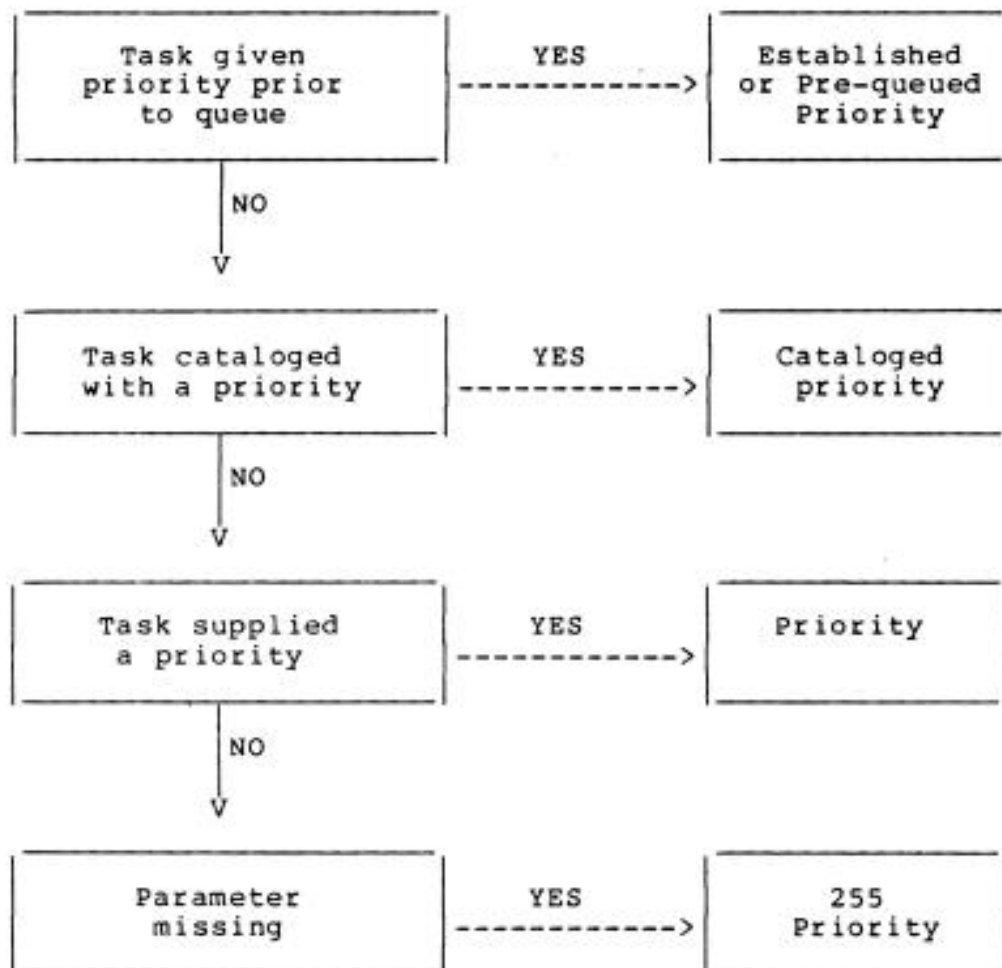 Task given
priority prior
to queue
YES
Established
or Pre-queued
Priority
NO
Task cataloged
with a priority
YES
Cataloged
priority
NO
Task supplied
a priority
YES
Priority
NO
Parameter
missing
YES
255
Priority